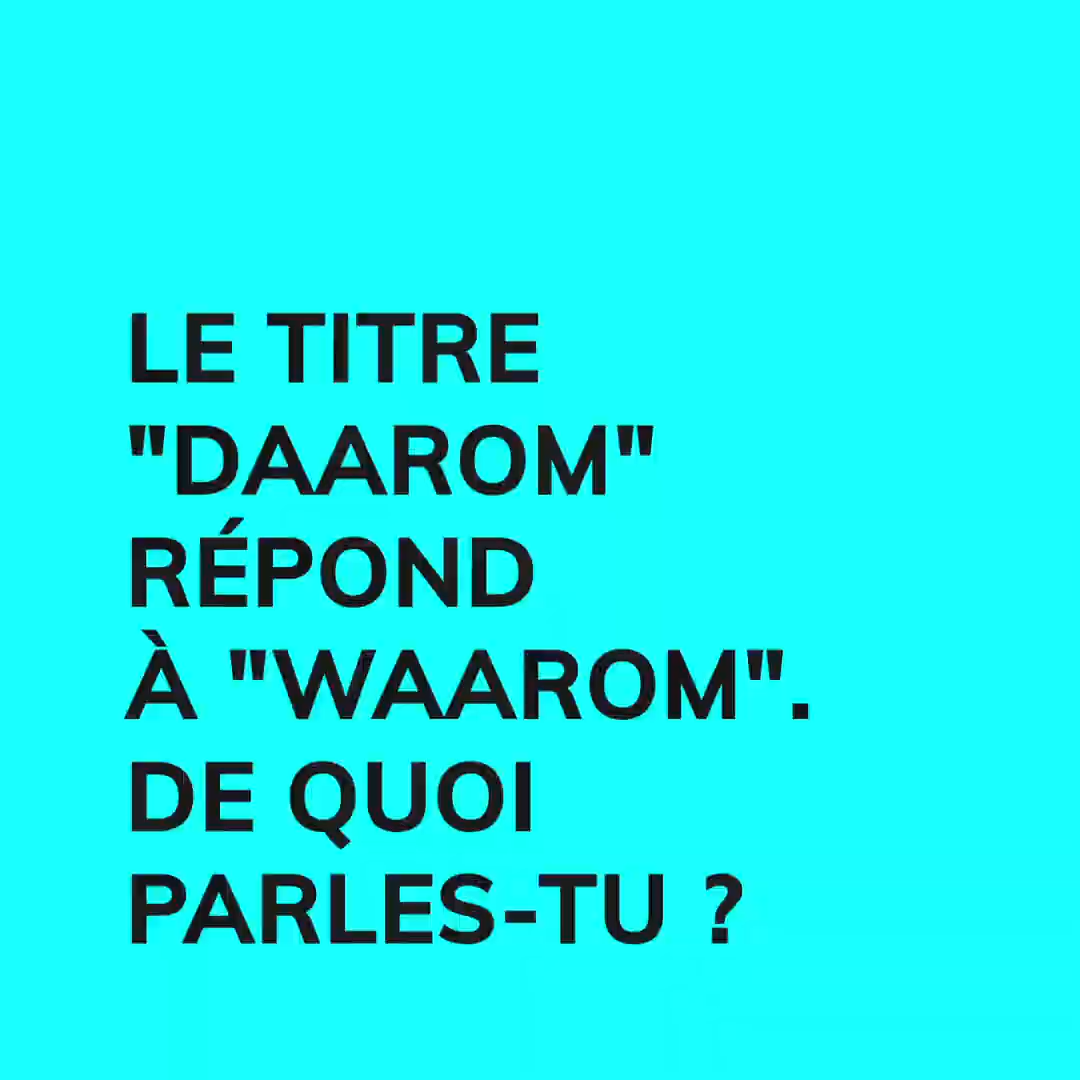 LE TITRE
"DAAROM"
RÉPOND
À "WAAROM".
DE QUOI
PARLES-TU ?